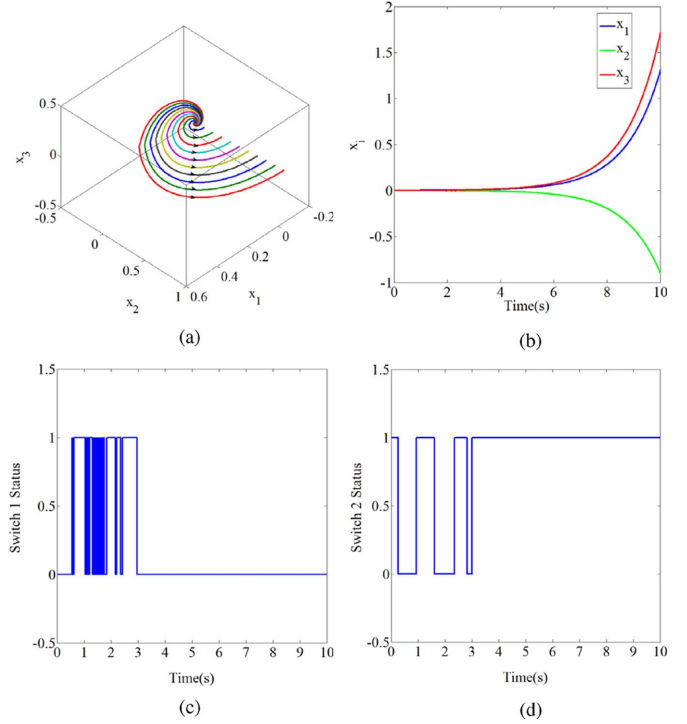 0.5
x3
0
-0.5
-0.5
0
0.5
1
x2
0.6
0.4
0.2
0
-0.2
x1
(a)
2
1.5
1
0.5
0
-0.5
-1
xi
x1
x2
x3
0 2 4 6 8 10
Time(s)
(b)
1.5
1
0.5
0
-0.5
Switch 1 Status
0 1 2 3 4 5 6 7 8 9 10
Time(s)
(c)
1.5
1
0.5
0
-0.5
Switch 2 Status
0 1 2 3 4 5 6 7 8 9 10
Time(s)
(d)